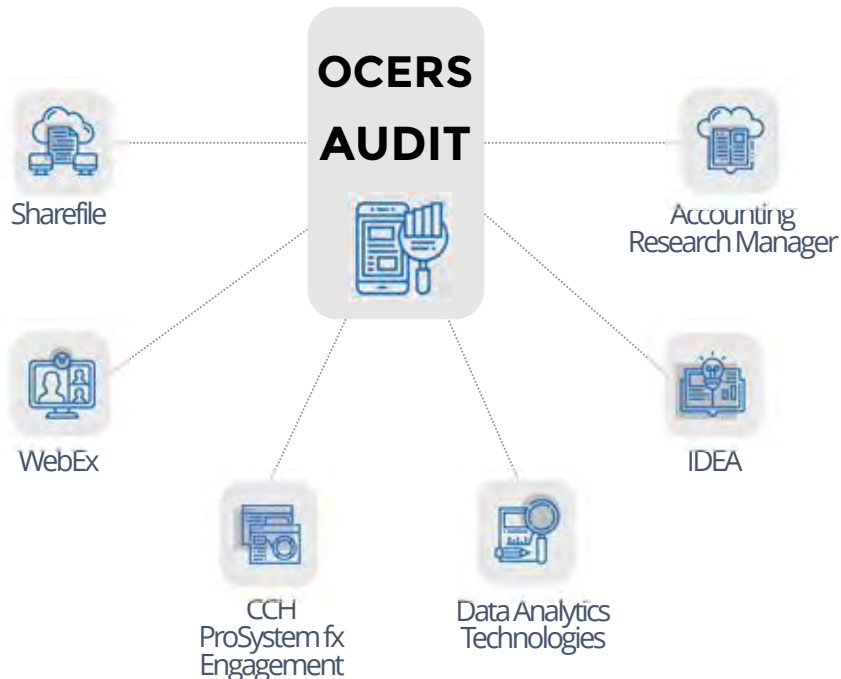 OCERS
AUDIT
Sharefile
Accounting
Research Manager
WebEx
IDEA
CCH
ProSystem fx
Engagement
Data Analytics
Technologies